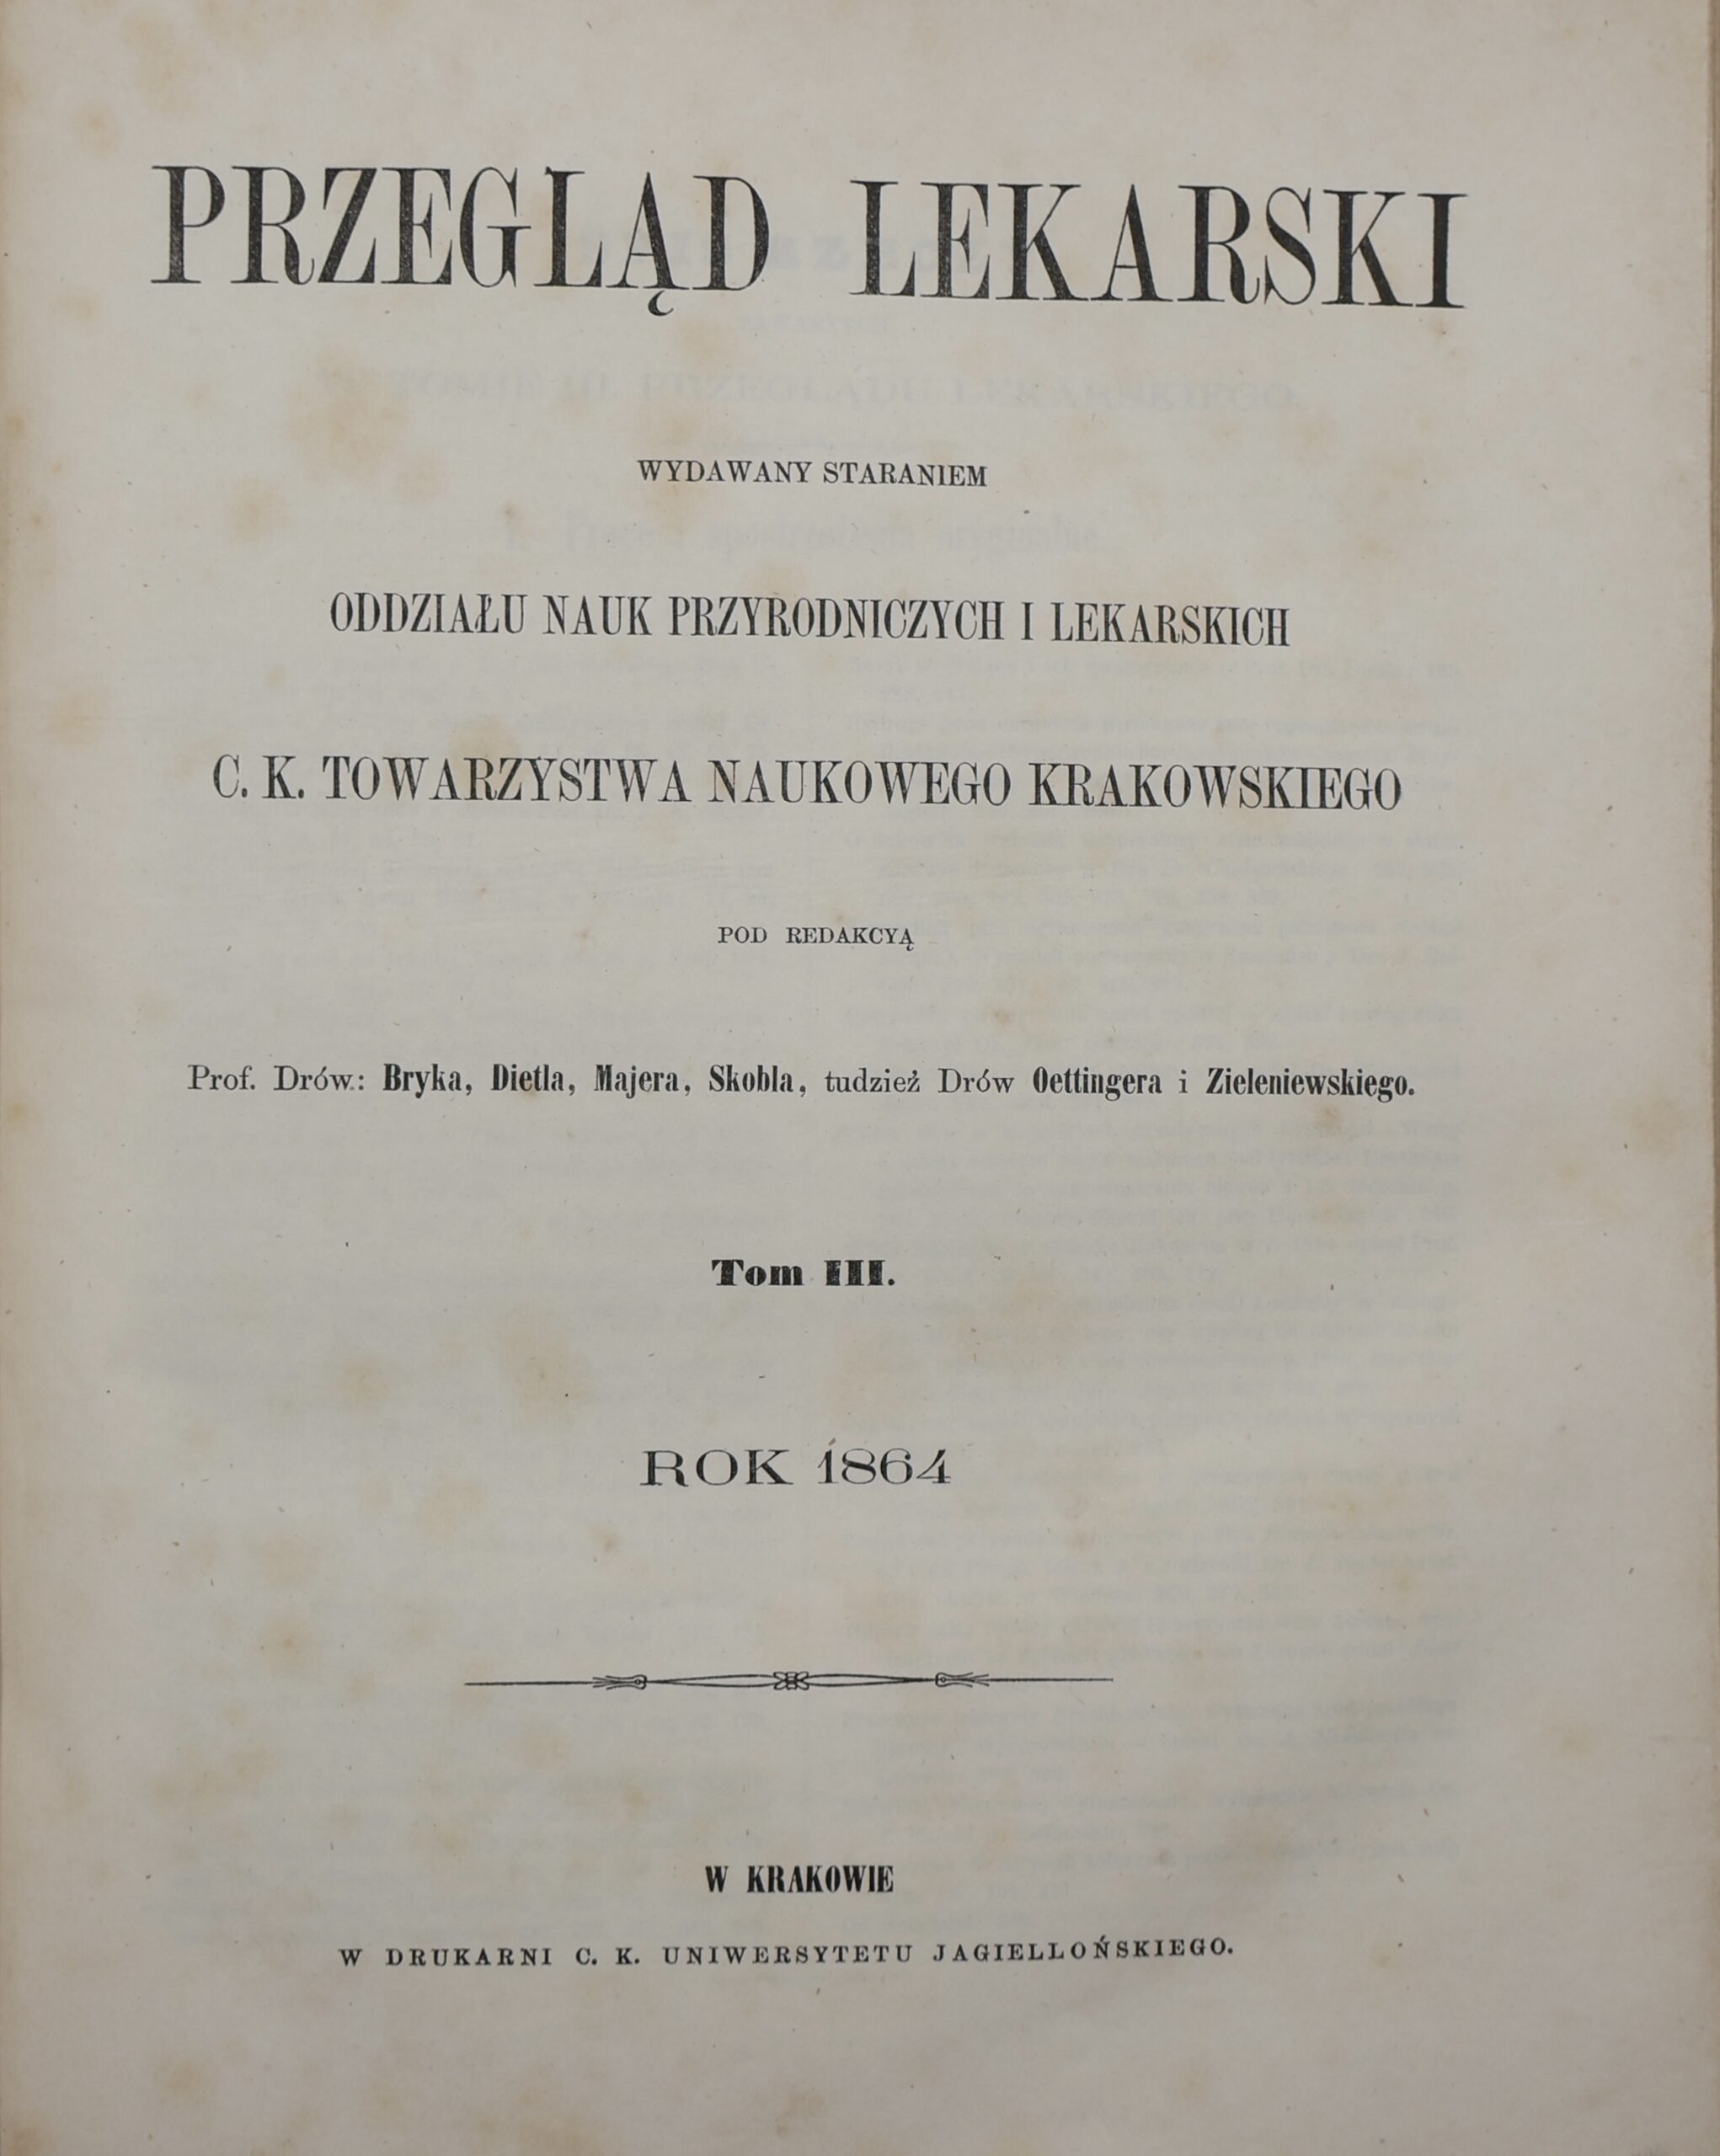 PRZEGLĄD LEKARSKI
WYDAWANY STARANIEM
ODDZIAŁU NAUK PRZYRODNICZYCH I LEKARSKICH
C. K. TOWARZYSTWA NAUKOWEGO KRAKOWSKIEGO
POD REDAKCYĄ
Prof. Drów.: Bryka, Dietla, Majera, Skobla, tudzież Drów Oettingera i Zieleniewskiego.
Tom III.
ROK 1864
W KRAKOWIE
W DRUKARNI C. K. UNIWERSYTETU JAGIELLOŃSKIEGO.